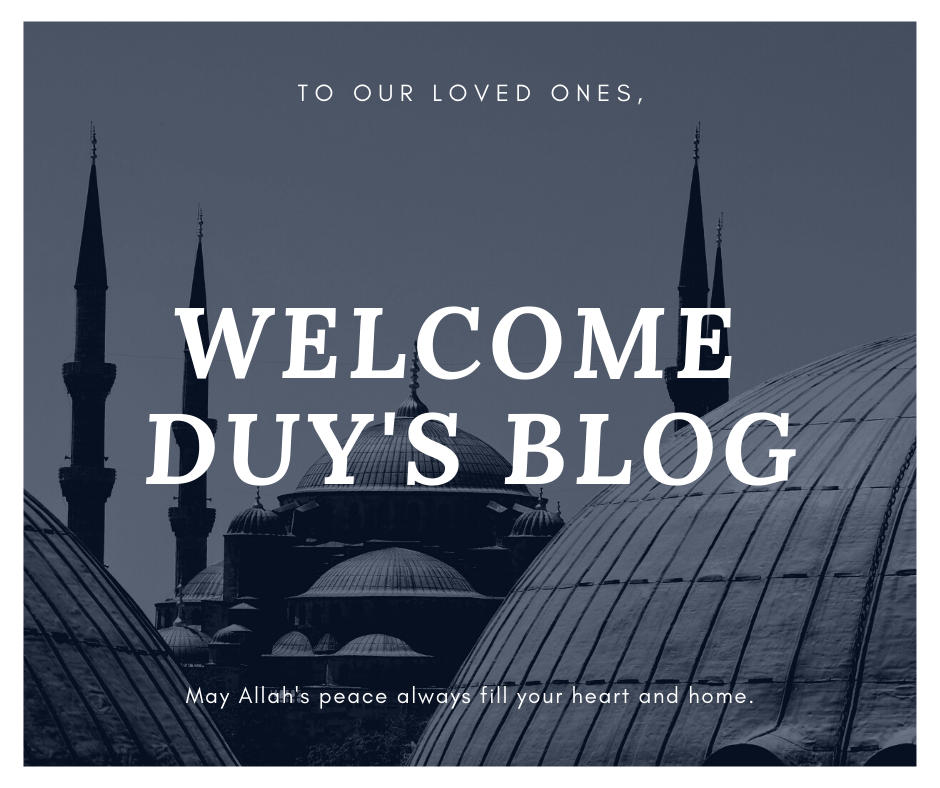 TO OUR LOVED ONES,
WELCOME
DUY'S BLOG
May Allah's peace always fill your heart and home.